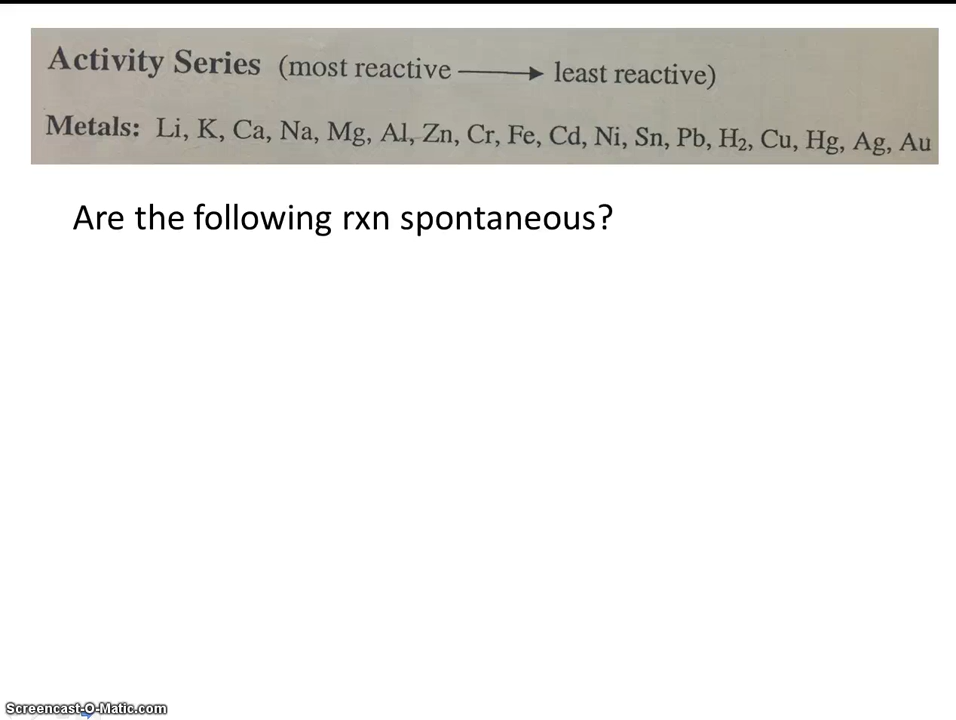 Activity Series (most reactive ⟶ least reactive)
Metals: Li, K, Ca, Na, Mg, Al, Zn, Cr, Fe, Cd, Ni, Sn, Pb, H₂, Cu, Hg, Ag, Au
Are the following rxn spontaneous?
Screencast-O-Matic.com